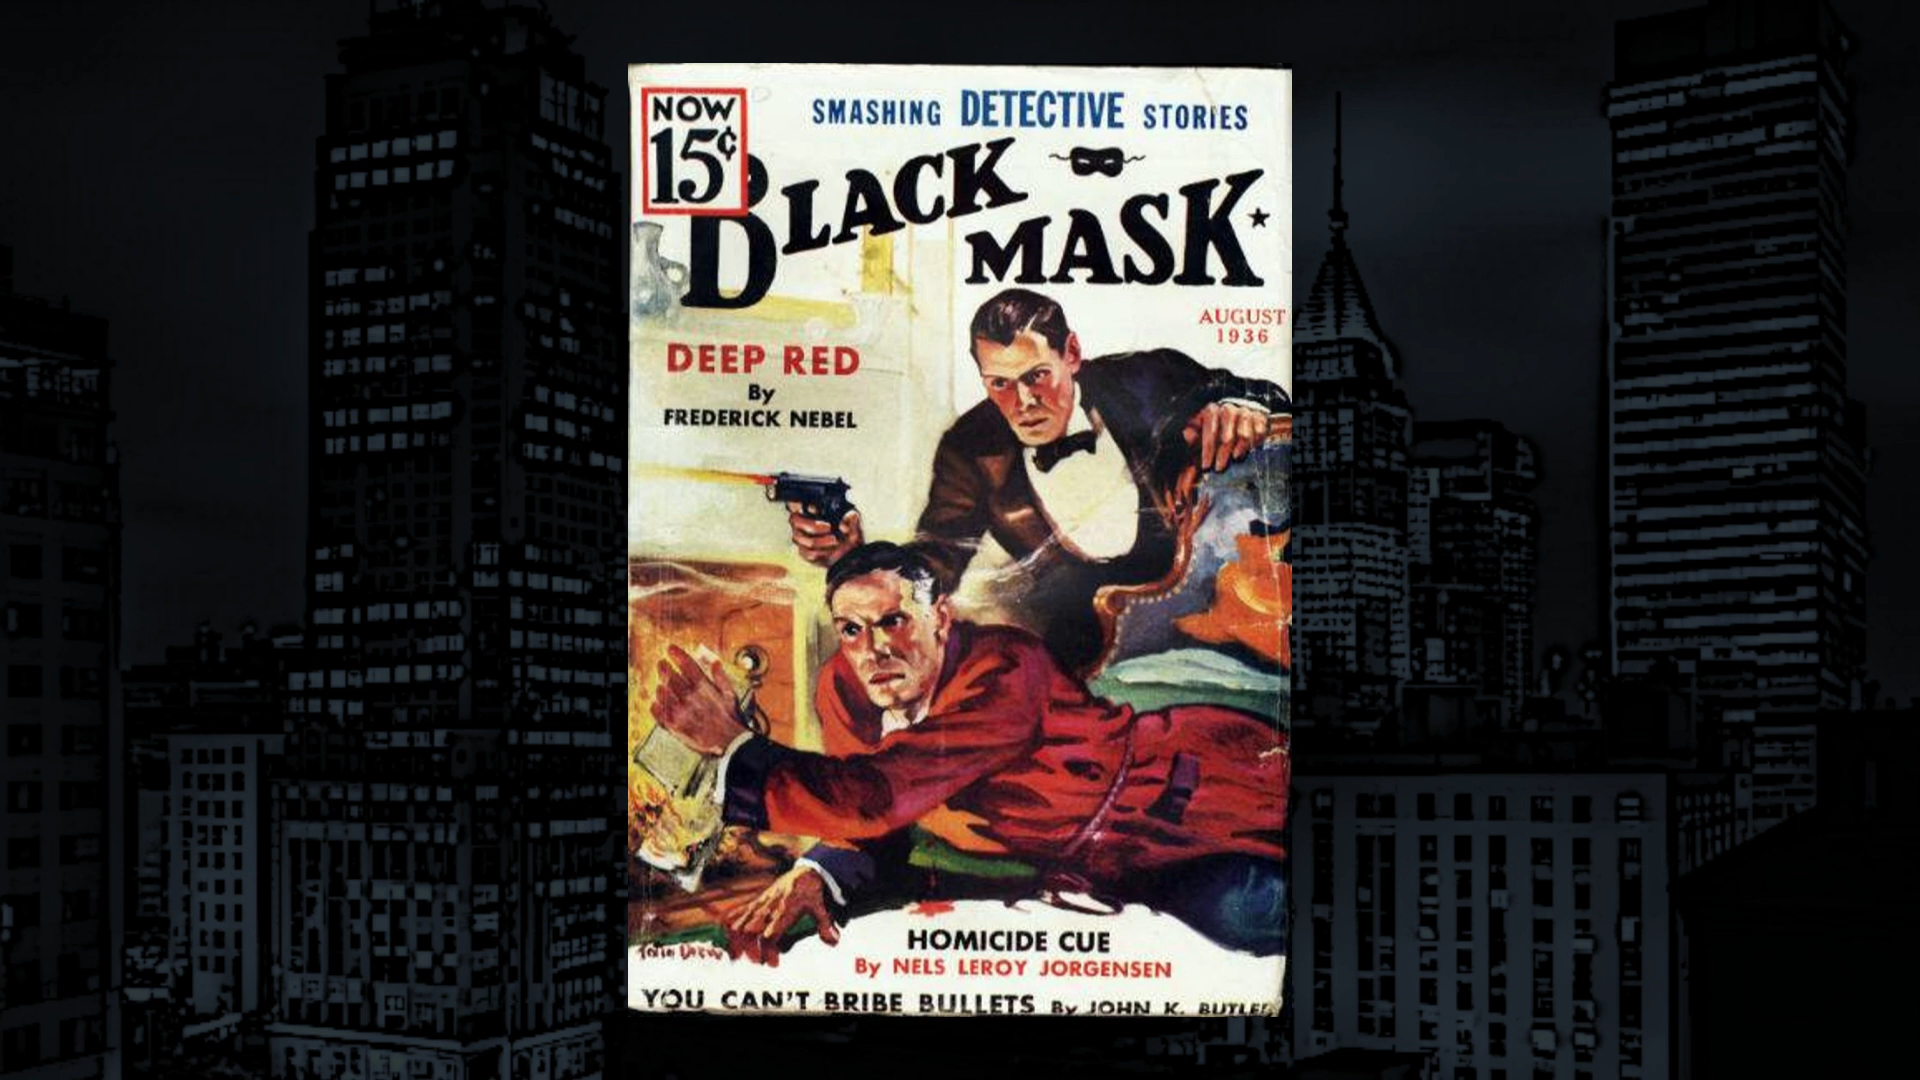 NOW
15¢
SMASHING DETECTIVE STORIES
BLACK
MASK
AUGUST
1936
DEEP RED
By
FREDERICK NEBEL
HOMICIDE CUE
By NELS LEROY JORGENSEN
YOU CAN'T BRIBE BULLETS By JOHN K. BUTLER